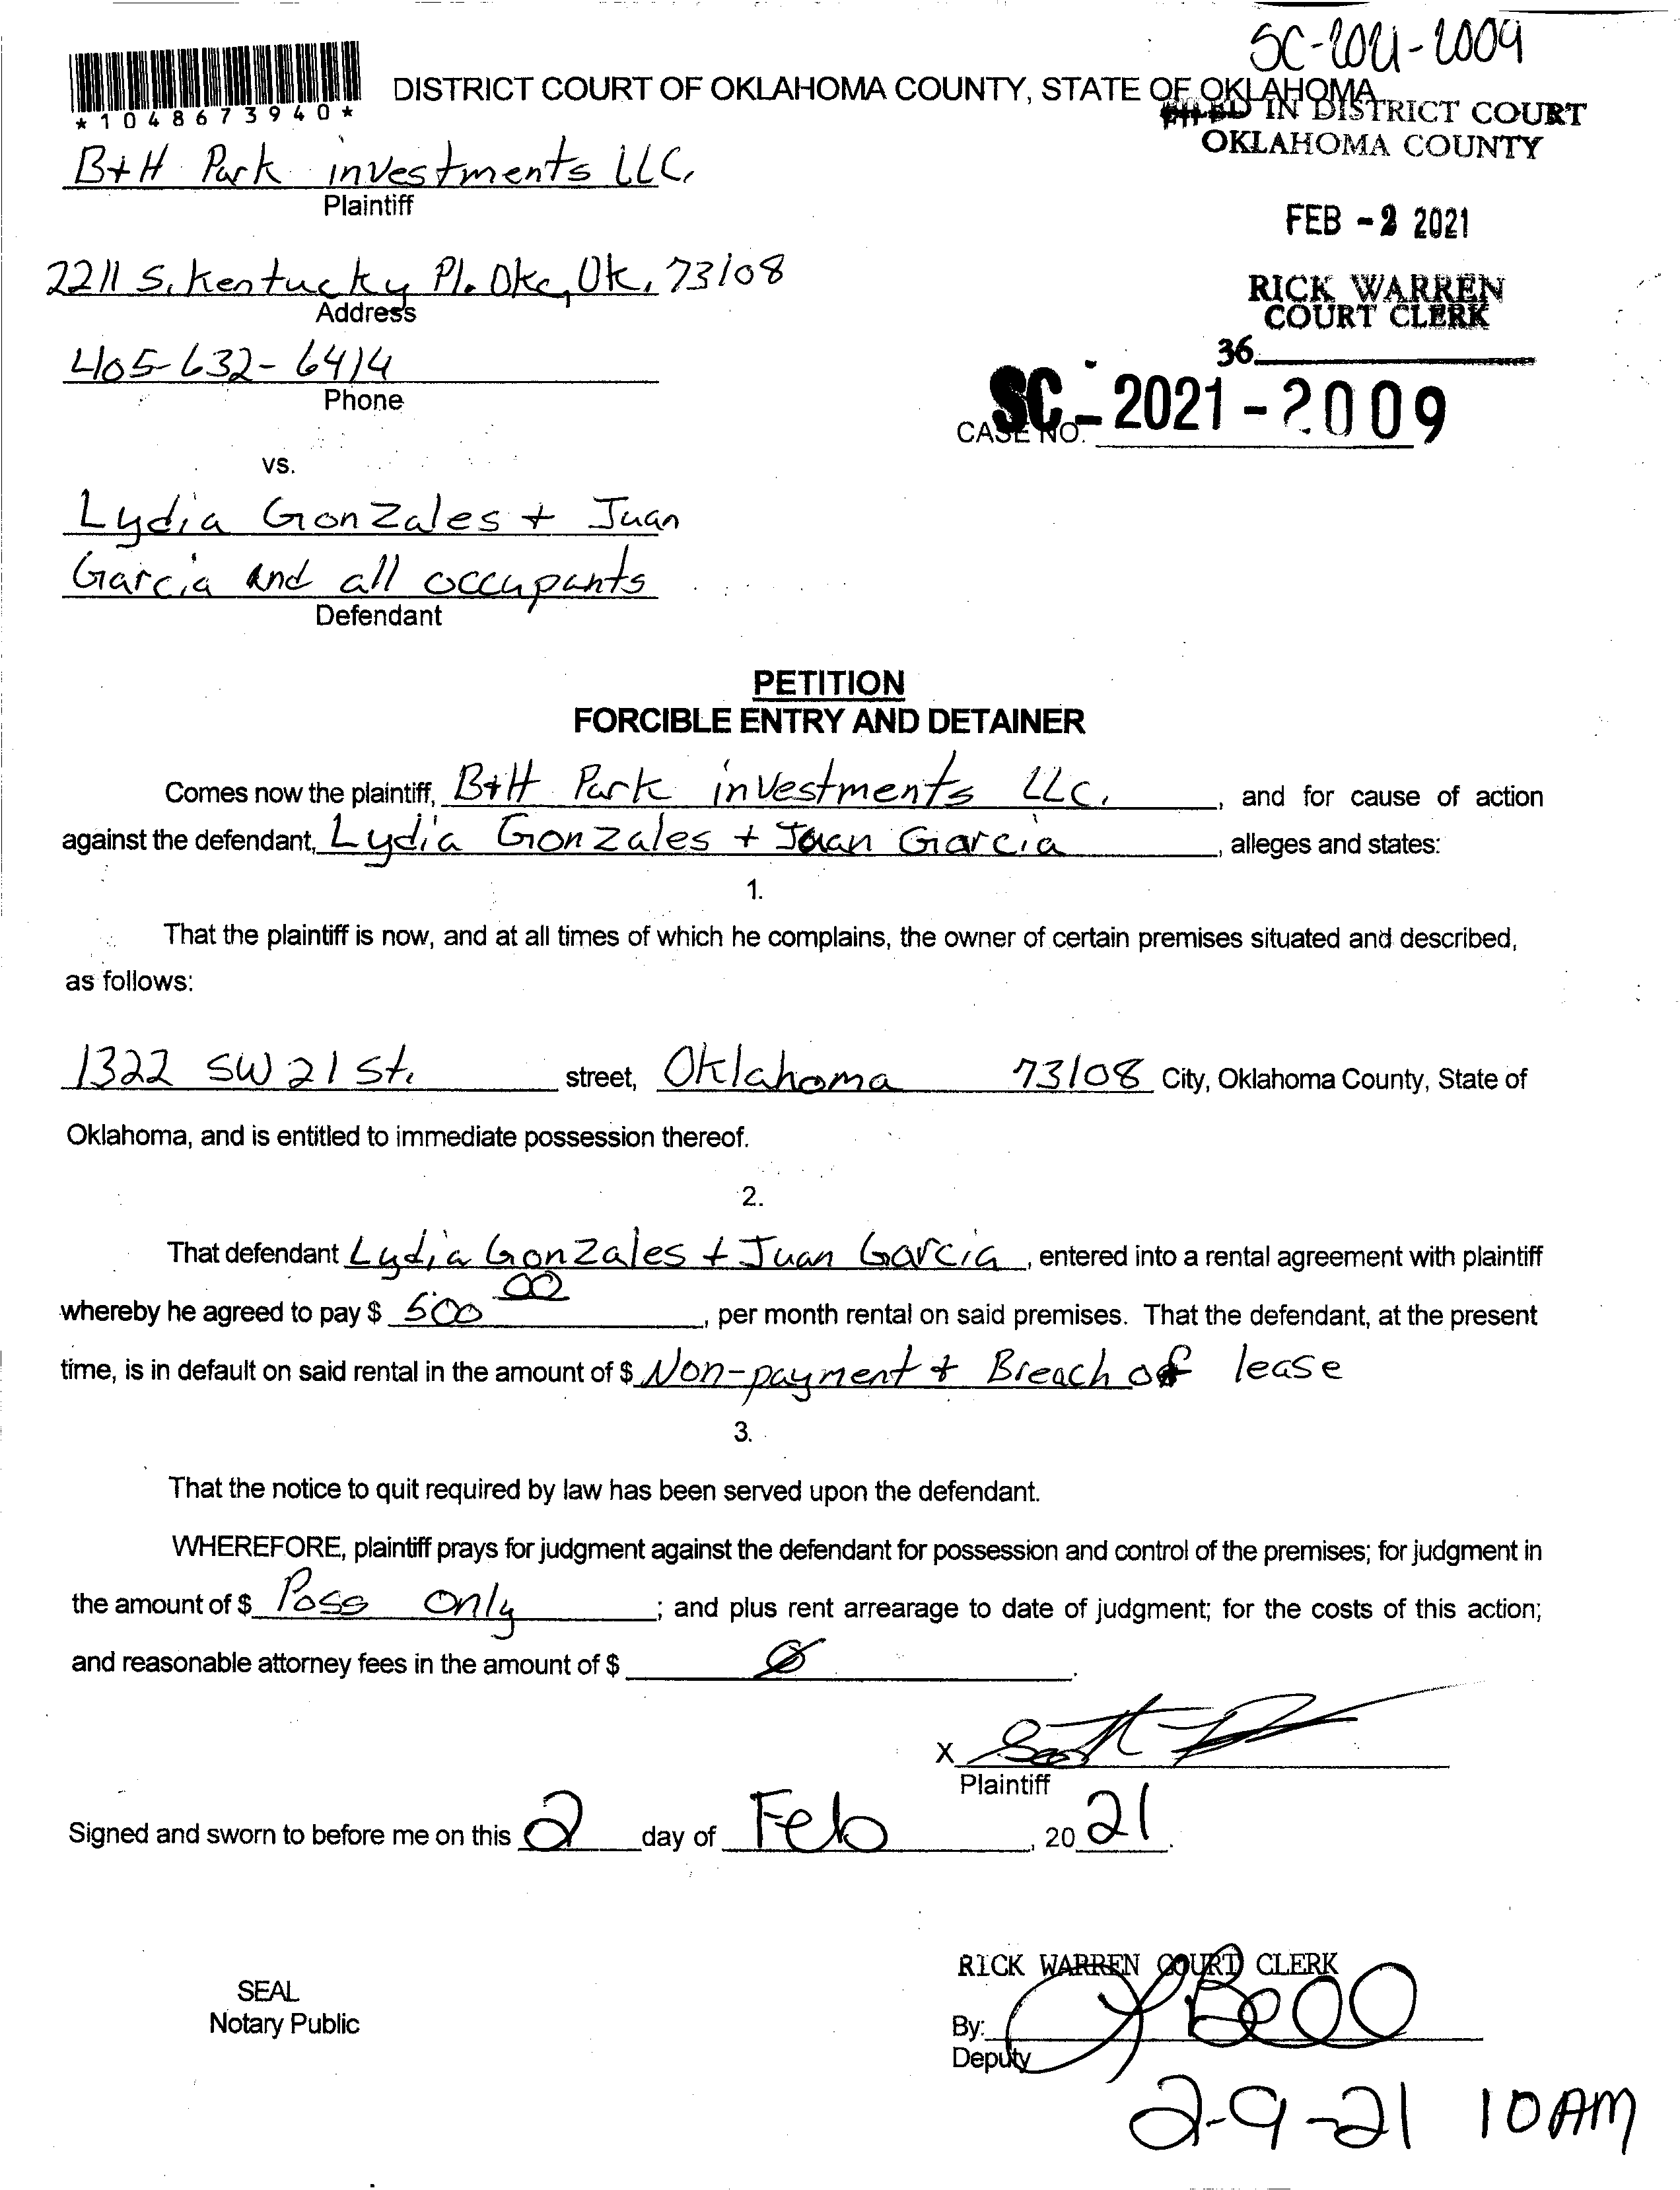 SC-2021-2009
*1048673940*
DISTRICT COURT OF OKLAHOMA COUNTY, STATE OF OKLAHOMA
FILED IN DISTRICT COURT
OKLAHOMA COUNTY
B+H Park investments LLC.
Plaintiff
FEB -2 2021
2211 S. Kentucky Pl. Okc, Ok. 73108
Address
RICK WARREN
COURT CLERK
405-632-6414
Phone
36
CASE NO. SC-2021-2009
vs.
Lydia Gonzales + Juan
Garcia and all occupants
Defendant
PETITION
FORCIBLE ENTRY AND DETAINER
Comes now the plaintiff, B+H Park investments LLC. , and for cause of action
against the defendant, Lydia Gonzales + Juan Garcia , alleges and states:
1.
That the plaintiff is now, and at all times of which he complains, the owner of certain premises situated and described,
as follows:
1322 SW 21 St. street, Oklahoma 73108 City, Oklahoma County, State of
Oklahoma, and is entitled to immediate possession thereof.
2.
That defendant Lydia Gonzales + Juan Garcia , entered into a rental agreement with plaintiff
whereby he agreed to pay $ 500 00 , per month rental on said premises. That the defendant, at the present
time, is in default on said rental in the amount of $ Non-payment + Breach of lease
3.
That the notice to quit required by law has been served upon the defendant.
WHEREFORE, plaintiff prays for judgment against the defendant for possession and control of the premises; for judgment in
the amount of $ Poss Only ; and plus rent arrearage to date of judgment; for the costs of this action;
and reasonable attorney fees in the amount of $ Ø .
X
Plaintiff
Signed and sworn to before me on this 2 day of Feb , 20 21 .
RICK WARREN COURT CLERK
SEAL
Notary Public
By:
Deputy
2-9-21 10AM